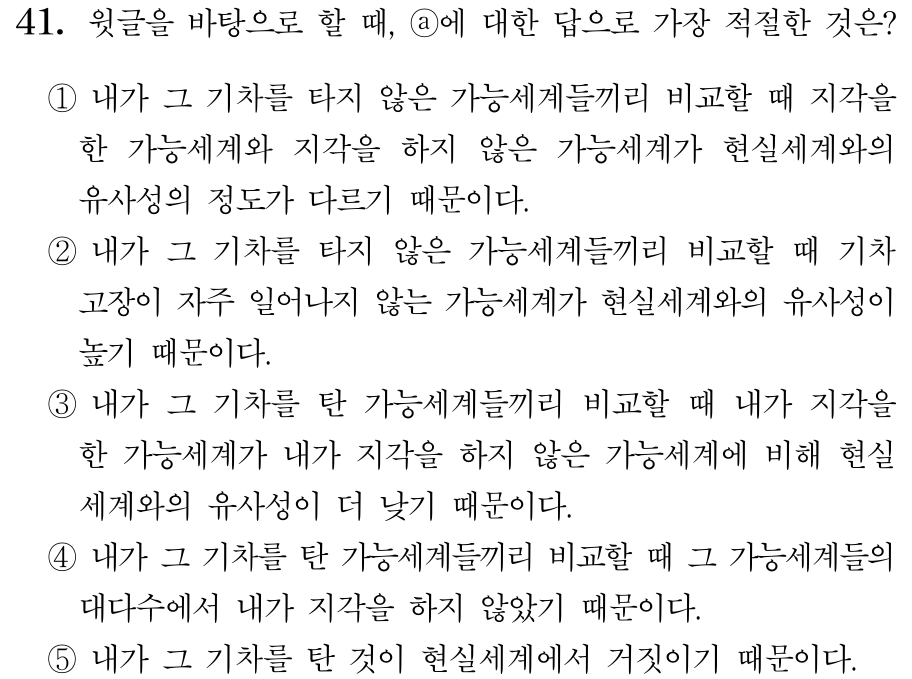 41. 윗글을 바탕으로 할 때, ⓐ에 대한 답으로 가장 적절한 것은?
① 내가 그 기차를 타지 않은 가능세계들끼리 비교할 때 지각을
한 가능세계와 지각을 하지 않은 가능세계가 현실세계와의
유사성의 정도가 다르기 때문이다.
② 내가 그 기차를 타지 않은 가능세계들끼리 비교할 때 기차
고장이 자주 일어나지 않는 가능세계가 현실세계와의 유사성이
높기 때문이다.
③ 내가 그 기차를 탄 가능세계들끼리 비교할 때 내가 지각을
한 가능세계가 내가 지각을 하지 않은 가능세계에 비해 현실
세계와의 유사성이 더 낮기 때문이다.
④ 내가 그 기차를 탄 가능세계들끼리 비교할 때 그 가능세계들의
대다수에서 내가 지각을 하지 않았기 때문이다.
⑤ 내가 그 기차를 탄 것이 현실세계에서 거짓이기 때문이다.